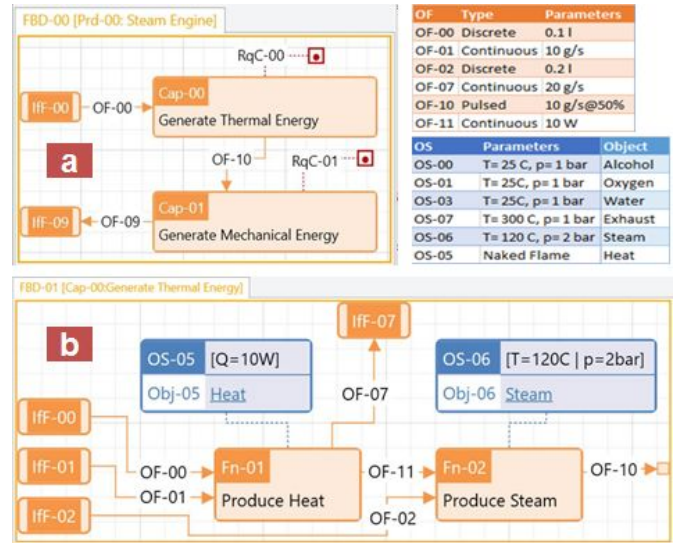 FBD-00 [Prd-00: Steam Engine]
RqC-00
Cap-00
IfF-00
OF-00
Generate Thermal Energy
a
OF-10
RqC-01
Cap-01
IfF-09
OF-09
Generate Mechanical Energy
OF Type Parameters
OF-00 Discrete 0.1 l
OF-01 Continuous 10 g/s
OF-02 Discrete 0.2 l
OF-07 Continuous 20 g/s
OF-10 Pulsed 10 g/s@50%
OF-11 Continuous 10 W
OS Parameters Object
OS-00 T= 25 C, p= 1 bar Alcohol
OS-01 T= 25C, p= 1 bar Oxygen
OS-03 T= 25C, p= 1 bar Water
OS-07 T= 300 C, p= 1 bar Exhaust
OS-06 T= 120 C, p= 2 bar Steam
OS-05 Naked Flame Heat
FBD-01 [Cap-00:Generate Thermal Energy]
b
IfF-07
OS-05 [Q=10W]
Obj-05 Heat
OS-06 [T=120C | p=2bar]
Obj-06 Steam
OF-07
IfF-00
IfF-01
IfF-02
OF-00
OF-01
Fn-01
Produce Heat
OF-11
OF-02
Fn-02
Produce Steam
OF-10